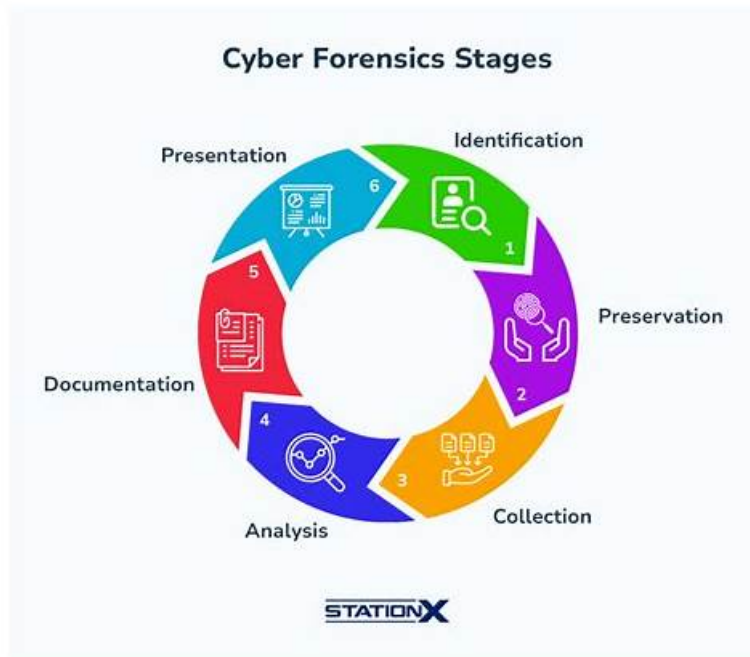 Cyber Forensics Stages
Identification
1
Preservation
2
Collection
3
Analysis
4
Documentation
5
Presentation
6
STATIONX